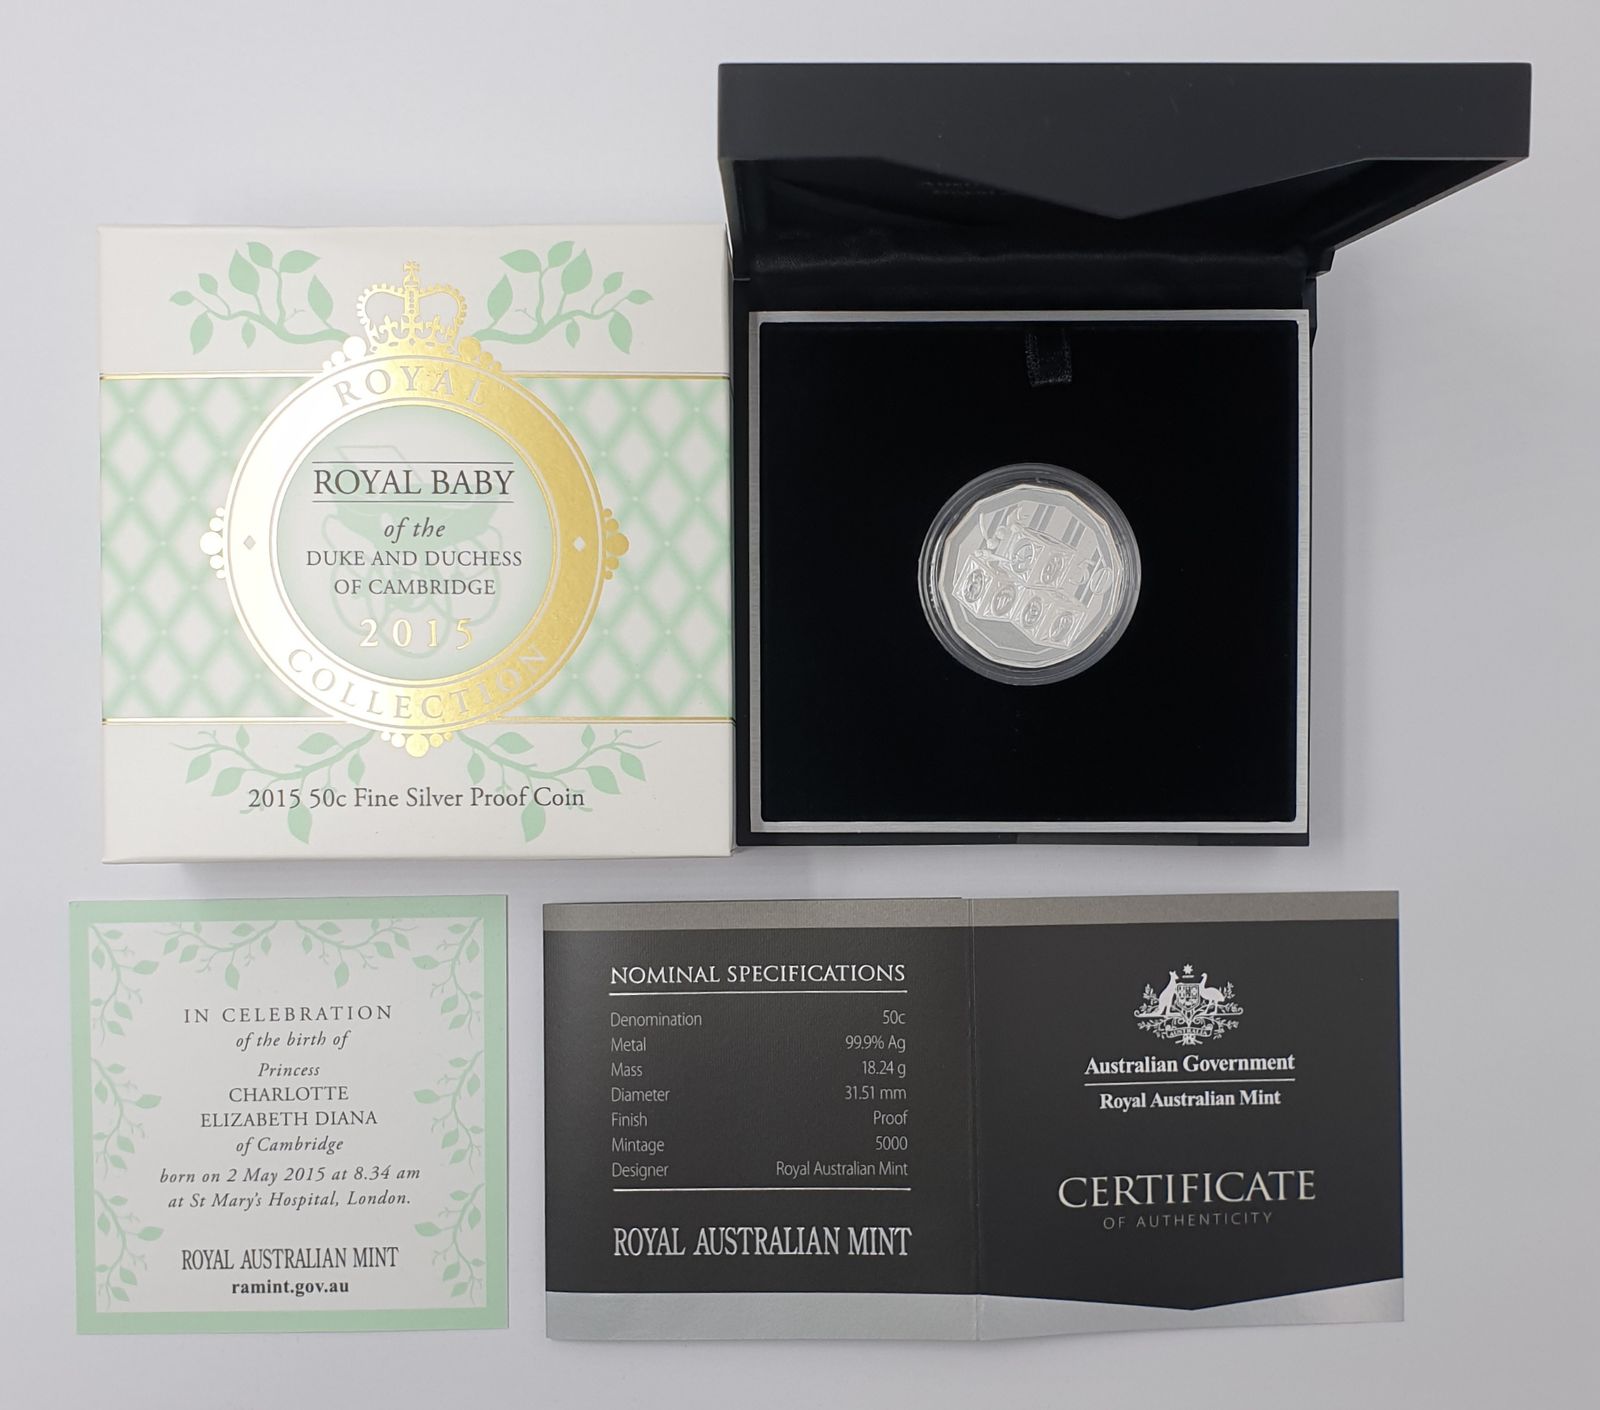 ROYAL
ROYAL BABY
of the
DUKE AND DUCHESS
OF CAMBRIDGE
2015
COLLECTION
2015 50c Fine Silver Proof Coin
50
IN CELEBRATION
of the birth of
Princess
CHARLOTTE
ELIZABETH DIANA
of Cambridge
born on 2 May 2015 at 8.34 am
at St Mary's Hospital, London.
ROYAL AUSTRALIAN MINT
ramint.gov.au
NOMINAL SPECIFICATIONS
Denomination 50c
Metal 99.9% Ag
Mass 18.24 g
Diameter 31.51 mm
Finish Proof
Mintage 5000
Designer Royal Australian Mint
ROYAL AUSTRALIAN MINT
AUSTRALIA
Australian Government
Royal Australian Mint
CERTIFICATE
OF AUTHENTICITY